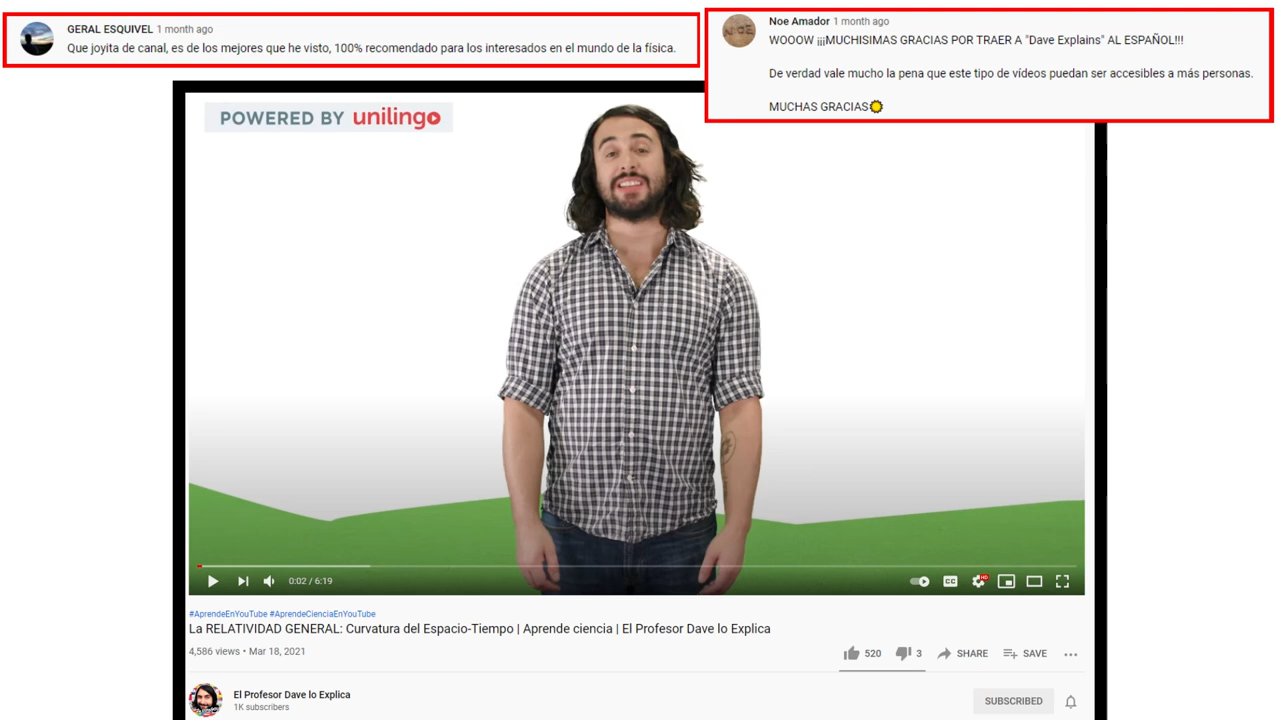 GERAL ESQUIVEL 1 month ago
Que joyita de canal, es de los mejores que he visto, 100% recomendado para los interesados en el mundo de la física.
Noe Amador 1 month ago
WOOOW ¡¡¡MUCHISIMAS GRACIAS POR TRAER A "Dave Explains" AL ESPAÑOL!!!
De verdad vale mucho la pena que este tipo de vídeos puedan ser accesibles a más personas.
MUCHAS GRACIAS
POWERED BY unilingo
0:02 / 6:19
CC
HD
#AprendeEnYouTube #AprendeCienciaEnYouTube
La RELATIVIDAD GENERAL: Curvatura del Espacio-Tiempo | Aprende ciencia | El Profesor Dave lo Explica
4,586 views • Mar 18, 2021
520 3 SHARE SAVE
El Profesor Dave lo Explica
1K subscribers
SUBSCRIBED